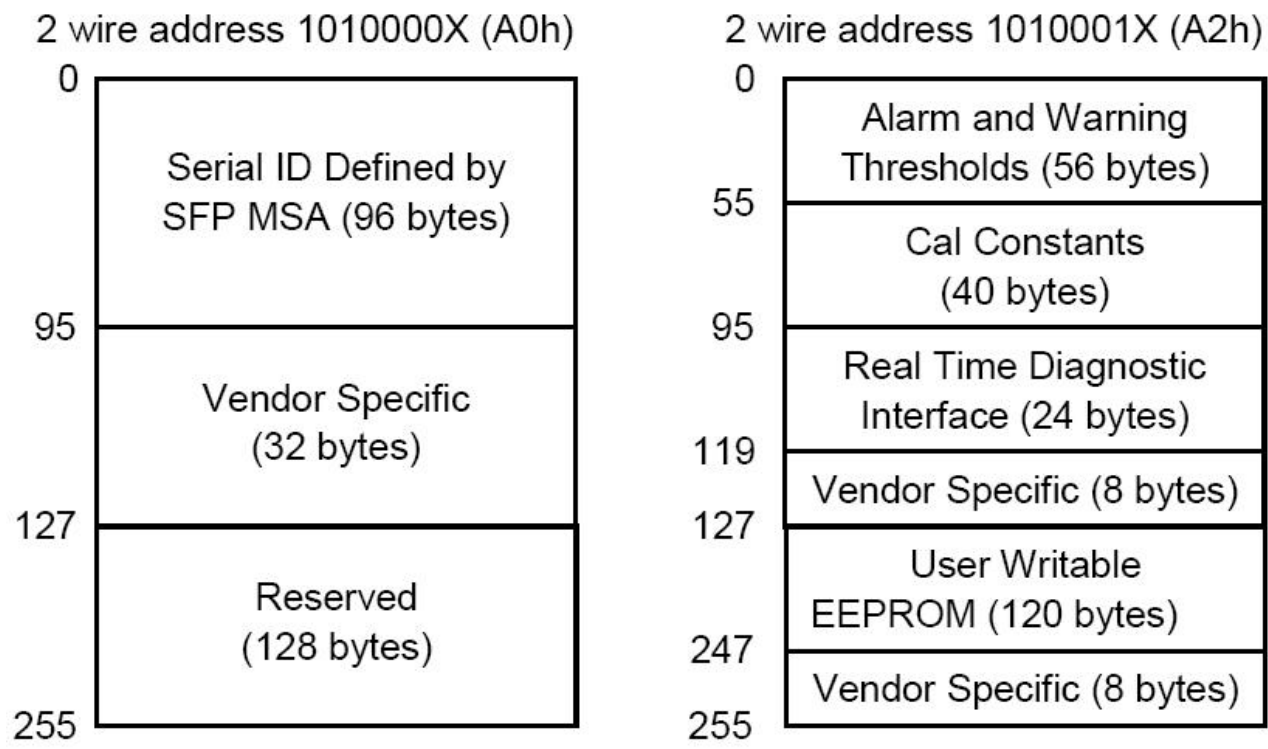 2 wire address 1010000X (A0h)
0
Serial ID Defined by
SFP MSA (96 bytes)
95
Vendor Specific
(32 bytes)
127
Reserved
(128 bytes)
255
2 wire address 1010001X (A2h)
0
Alarm and Warning
Thresholds (56 bytes)
55
Cal Constants
(40 bytes)
95
Real Time Diagnostic
Interface (24 bytes)
119
Vendor Specific (8 bytes)
127
User Writable
EEPROM (120 bytes)
247
Vendor Specific (8 bytes)
255